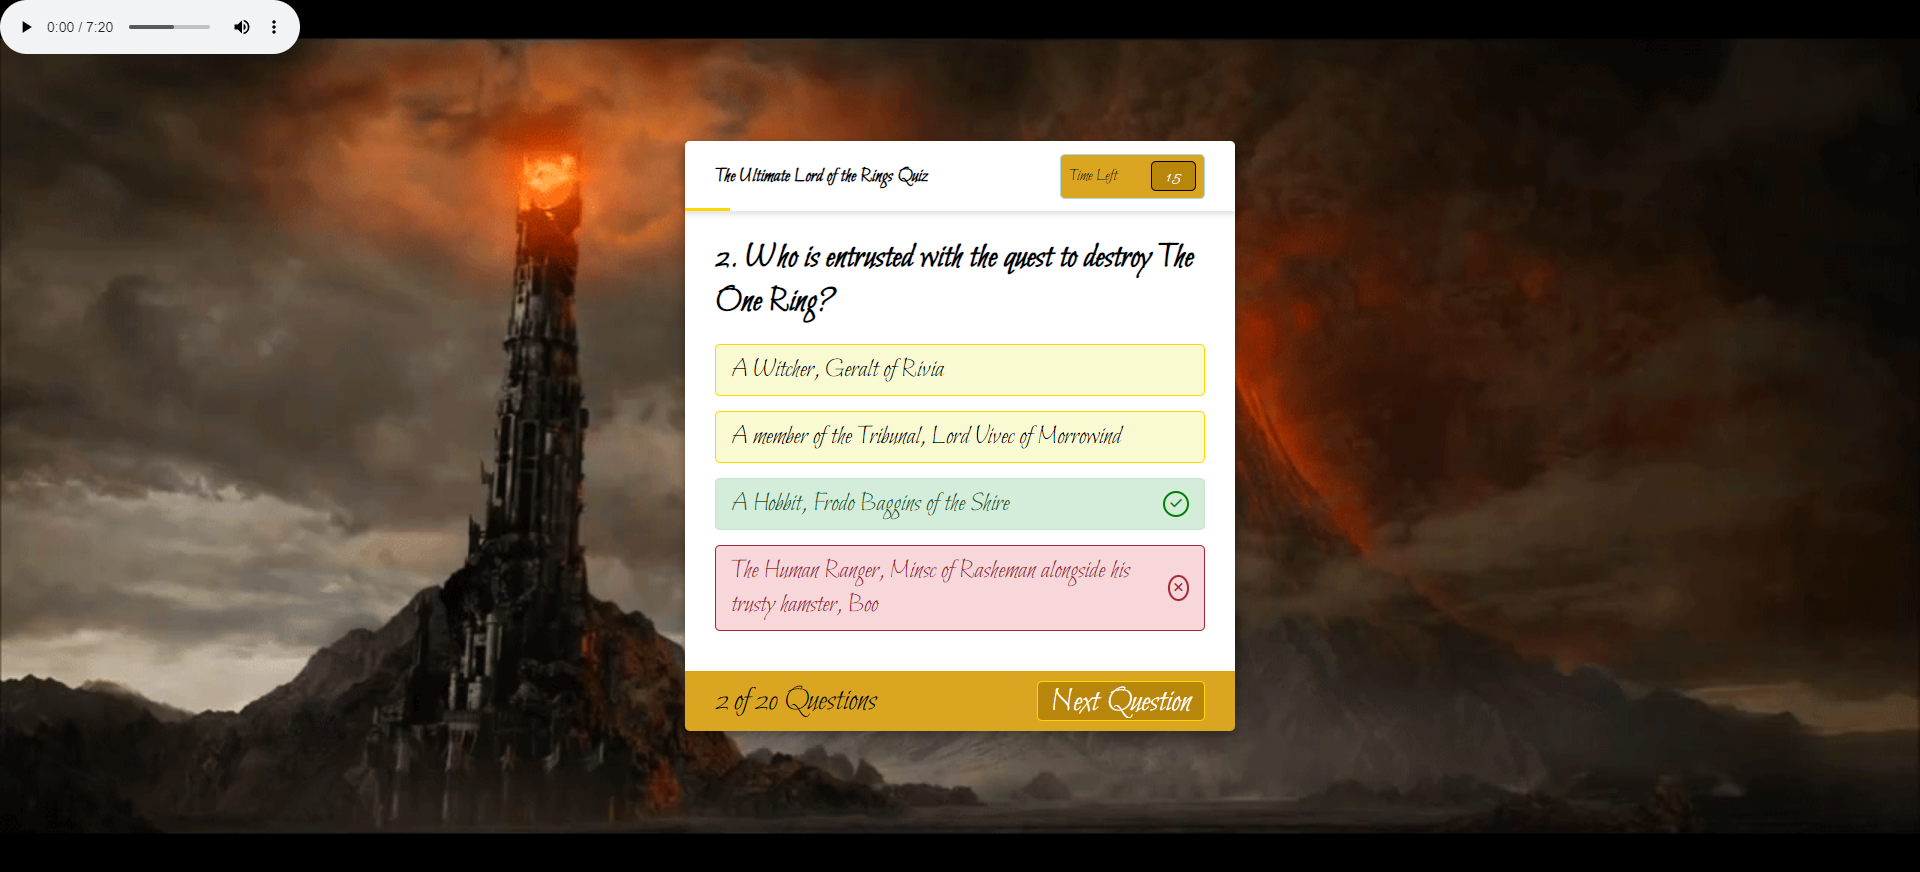 0:00 / 7:20
The Ultimate Lord of the Rings Quiz
Time Left
15
2. Who is entrusted with the quest to destroy The
One Ring?
A Witcher, Geralt of Rivia
A member of the Tribunal, Lord Vivec of Morrowind
A Hobbit, Frodo Baggins of the Shire
The Human Ranger, Minsc of Rasheman alongside his
trusty hamster, Boo
2 of 20 Questions
Next Question